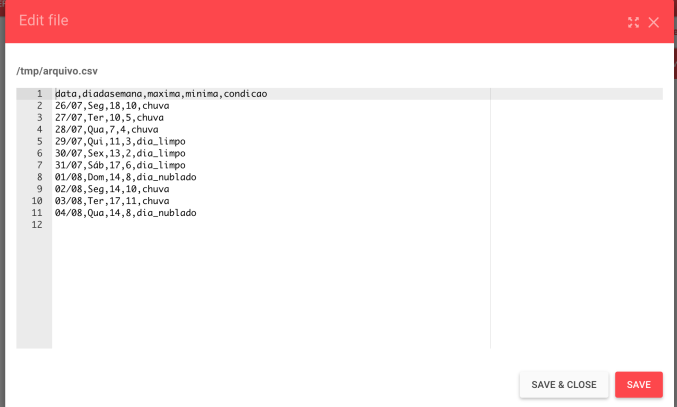 Edit file
/tmp/arquivo.csv
1 data,diadasemana,maxima,minima,condicao
2 26/07,Seg,18,10,chuva
3 27/07,Ter,10,5,chuva
4 28/07,Qua,7,4,chuva
5 29/07,Qui,11,3,dia_limpo
6 30/07,Sex,13,2,dia_limpo
7 31/07,Sáb,17,6,dia_limpo
8 01/08,Dom,14,8,dia_nublado
9 02/08,Seg,14,10,chuva
10 03/08,Ter,17,11,chuva
11 04/08,Qua,14,8,dia_nublado
12
SAVE & CLOSE
SAVE